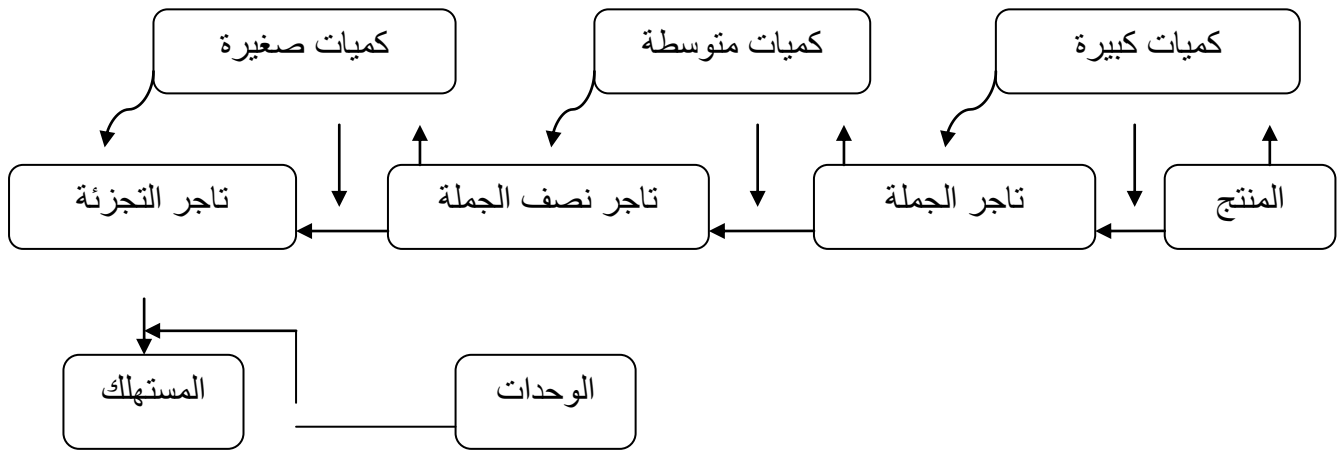 كميات كبيرة
كميات متوسطة
كميات صغيرة
المنتج
تاجر الجملة
تاجر نصف الجملة
تاجر التجزئة
الوحدات
المستهلك